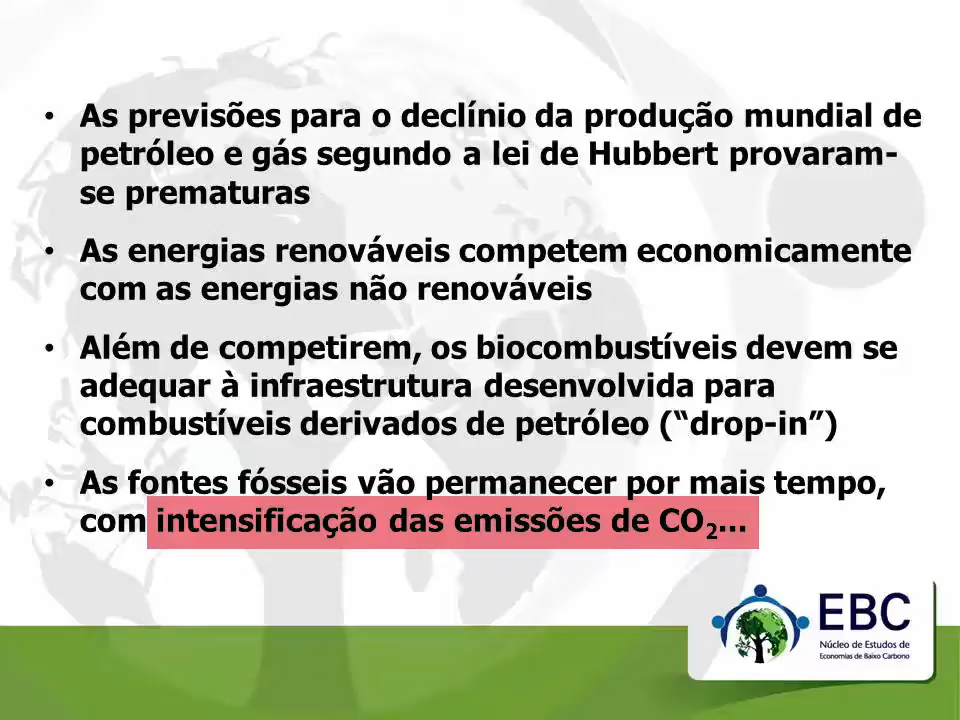 • As previsões para o declínio da produção mundial de
petróleo e gás segundo a lei de Hubbert provaram-
se prematuras
• As energias renováveis competem economicamente
com as energias não renováveis
• Além de competirem, os biocombustíveis devem se
adequar à infraestrutura desenvolvida para
combustíveis derivados de petróleo (“drop-in”)
• As fontes fósseis vão permanecer por mais tempo,
com intensificação das emissões de CO₂...
EBC
Núcleo de Estudos de
Economias de Baixo Carbono